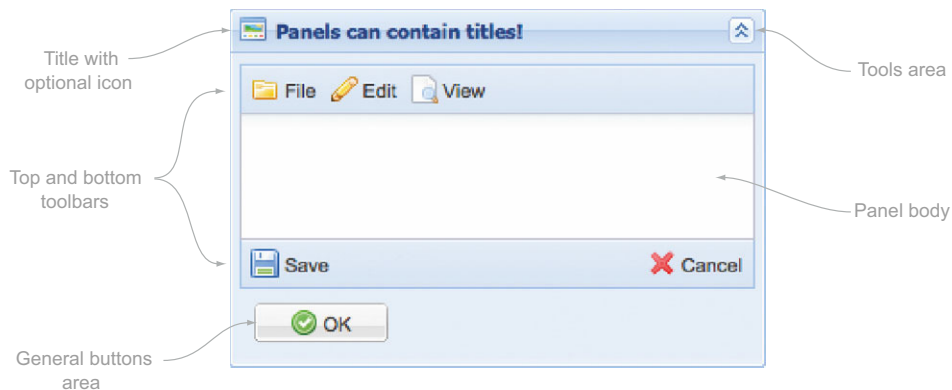 Panels can contain titles!
Title with
optional icon
Tools area
File Edit View
Top and bottom
toolbars
Panel body
Save Cancel
OK
General buttons
area